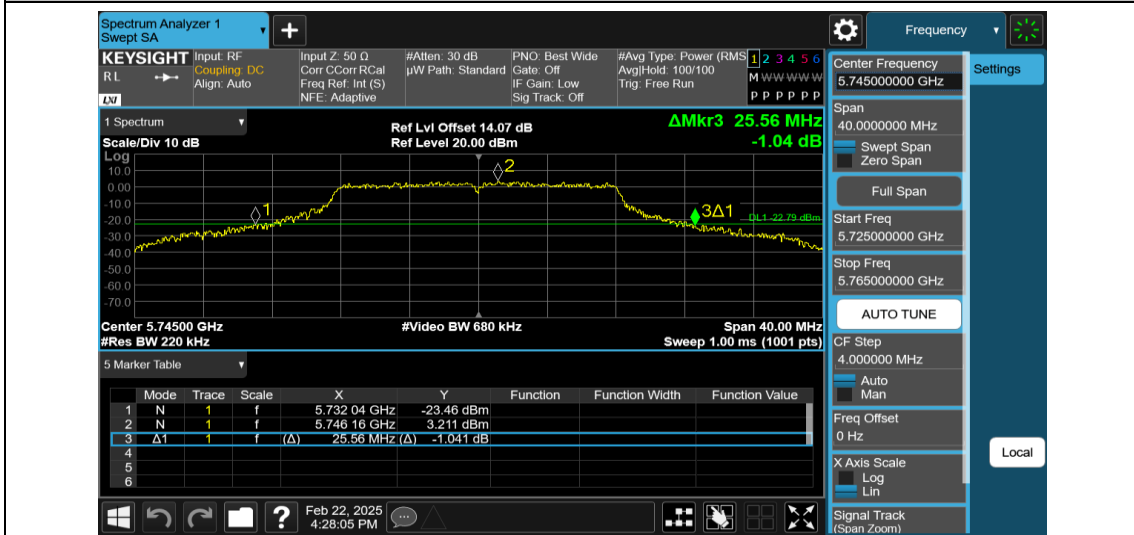 Spectrum Analyzer 1
Swept SA
+
Frequency
KEYSIGHT
RL
LXI
Input: RF
Coupling: DC
Align: Auto
Input Z: 50 Ω
Corr CCorr RCal
Freq Ref: Int (S)
NFE: Adaptive
#Atten: 30 dB
µW Path: Standard
PNO: Best Wide
Gate: Off
IF Gain: Low
Sig Track: Off
#Avg Type: Power (RMS
Avg|Hold: 100/100
Trig: Free Run
1 2 3 4 5 6
M W W W W W
P P P P P P
1 Spectrum
Scale/Div 10 dB
Ref Lvl Offset 14.07 dB
Ref Level 20.00 dBm
ΔMkr3 25.56 MHz
-1.04 dB
Log
10.0
0.00
-10.0
-20.0
-30.0
-40.0
-50.0
-60.0
-70.0
1
2
3Δ1
DL1 -22.79 dBm
Center 5.74500 GHz
#Res BW 220 kHz
#Video BW 680 kHz
Span 40.00 MHz
Sweep 1.00 ms (1001 pts)
5 Marker Table
Mode Trace Scale X Y Function Function Width Function Value
1 N 1 f 5.732 04 GHz -23.46 dBm
2 N 1 f 5.746 16 GHz 3.211 dBm
3 Δ1 1 f (Δ) 25.56 MHz (Δ) -1.041 dB
4
5
6
?
Feb 22, 2025
4:28:05 PM
Center Frequency
5.745000000 GHz
Span
40.0000000 MHz
Swept Span
Zero Span
Full Span
Start Freq
5.725000000 GHz
Stop Freq
5.765000000 GHz
AUTO TUNE
CF Step
4.000000 MHz
Auto
Man
Freq Offset
0 Hz
X Axis Scale
Log
Lin
Signal Track
(Span Zoom)
Settings
Local